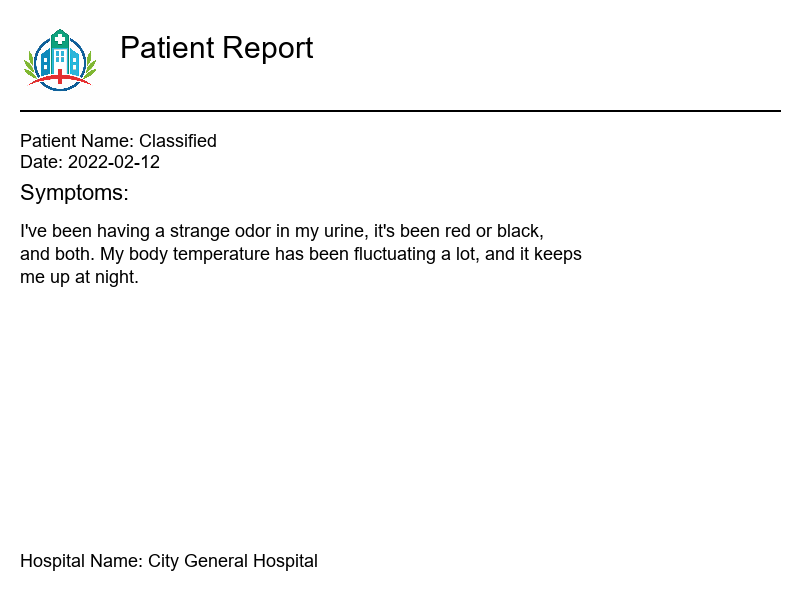 Patient Report
Patient Name: Classified
Date: 2022-02-12
Symptoms:
I've been having a strange odor in my urine, it's been red or black,
and both. My body temperature has been fluctuating a lot, and it keeps
me up at night.
Hospital Name: City General Hospital